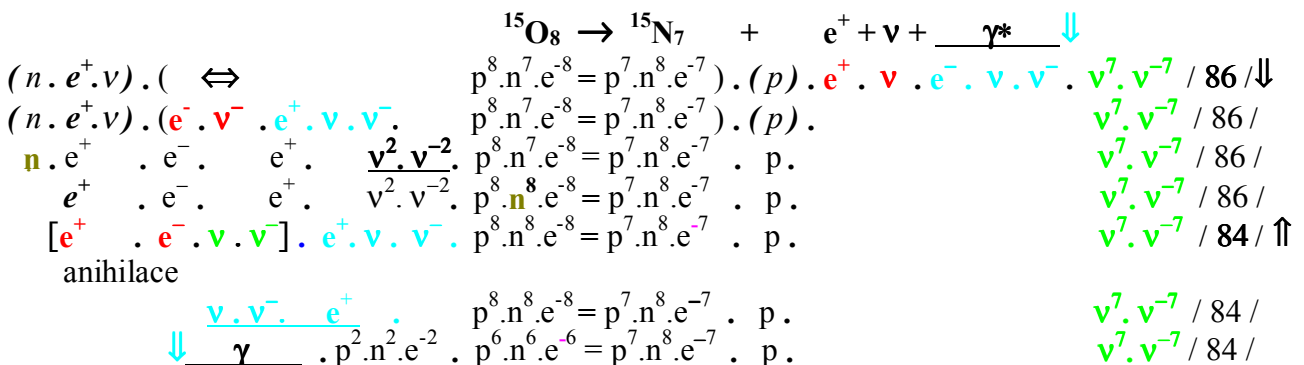 ¹⁵O₈ → ¹⁵N₇ + e⁺ + ν + γ* ⇓
(n . e⁺.ν) . ( ⇔ p⁸.n⁷.e⁻⁸ = p⁷.n⁸.e⁻⁷ ) . (p) . e⁺ . ν . e⁻ . ν . ν⁻ . ν⁷. ν⁻⁷ / 86 /⇓
(n . e⁺.ν) . (e⁻ . ν⁻ . e⁺ . ν . ν⁻. p⁸.n⁷.e⁻⁸ = p⁷.n⁸.e⁻⁷ ) . (p) . ν⁷. ν⁻⁷ / 86 /
n . e⁺ . e⁻ . e⁺ . ν². ν⁻². p⁸.n⁷.e⁻⁸ = p⁷.n⁸.e⁻⁷ . p . ν⁷. ν⁻⁷ / 86 /
e⁺ . e⁻ . e⁺ . ν². ν⁻². p⁸.n⁸.e⁻⁸ = p⁷.n⁸.e⁻⁷ . p . ν⁷. ν⁻⁷ / 86 /
[e⁺ . e⁻ . ν . ν⁻] . e⁺ . ν . ν⁻ . p⁸.n⁸.e⁻⁸ = p⁷.n⁸.e⁻⁷ . p . ν⁷. ν⁻⁷ / 84 / ⇑
anihilace
ν . ν⁻. e⁺ . p⁸.n⁸.e⁻⁸ = p⁷.n⁸.e⁻⁷ . p . ν⁷. ν⁻⁷ / 84 /
⇓ γ . p².n².e⁻² . p⁶.n⁶.e⁻⁶ = p⁷.n⁸.e⁻⁷ . p . ν⁷. ν⁻⁷ / 84 /